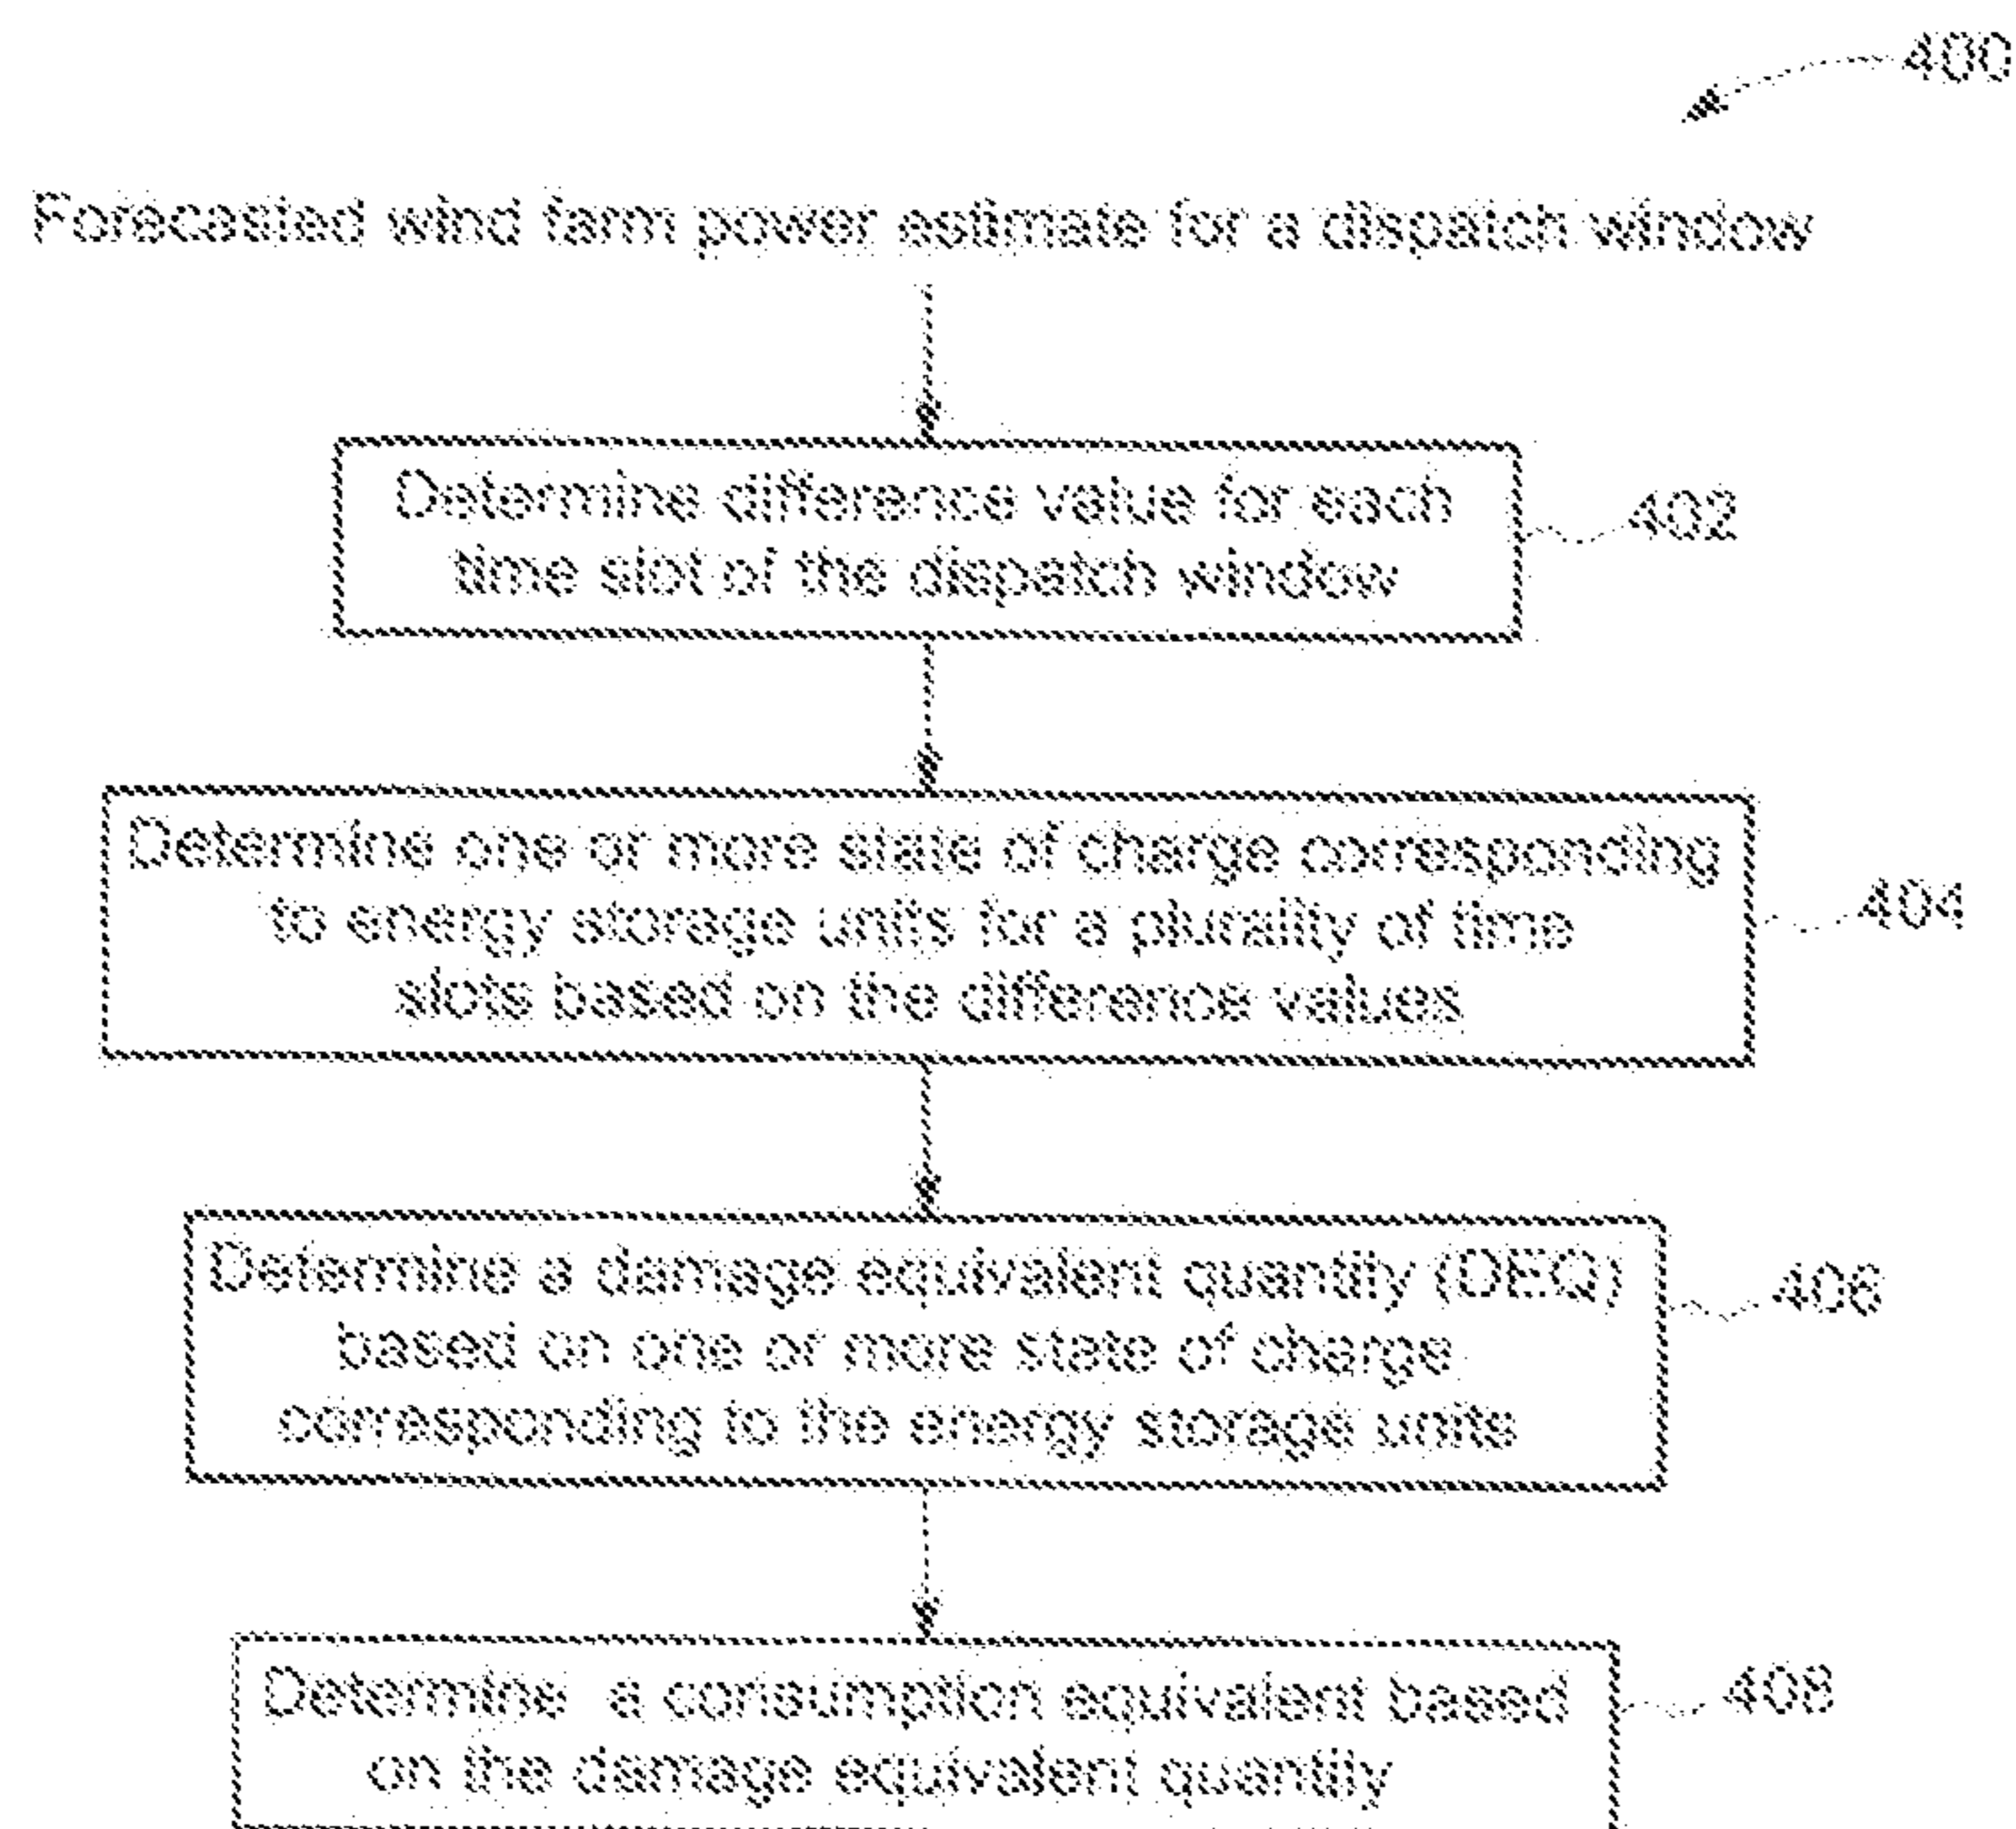 400
Forecasted wind farm power estimate for a dispatch window
Determine difference value for each
time slot of the dispatch window
402
Determine one or more state of charge corresponding
to energy storage units for a plurality of time
slots based on the difference values
404
Determine a damage equivalent quantity (DEQ)
based on one or more state of charge
corresponding to the energy storage units
406
Determine a consumption equivalent based
on the damage equivalent quantity
408